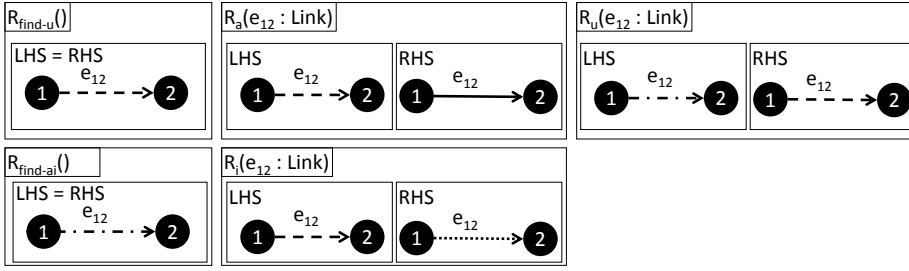 R_find-u()
LHS = RHS
e12
1 2
R_a(e12 : Link)
LHS
e12
1 2
RHS
e12
1 2
R_u(e12 : Link)
LHS
e12
1 2
RHS
e12
1 2
R_find-ai()
LHS = RHS
e12
1 2
R_i(e12 : Link)
LHS
e12
1 2
RHS
e12
1 2